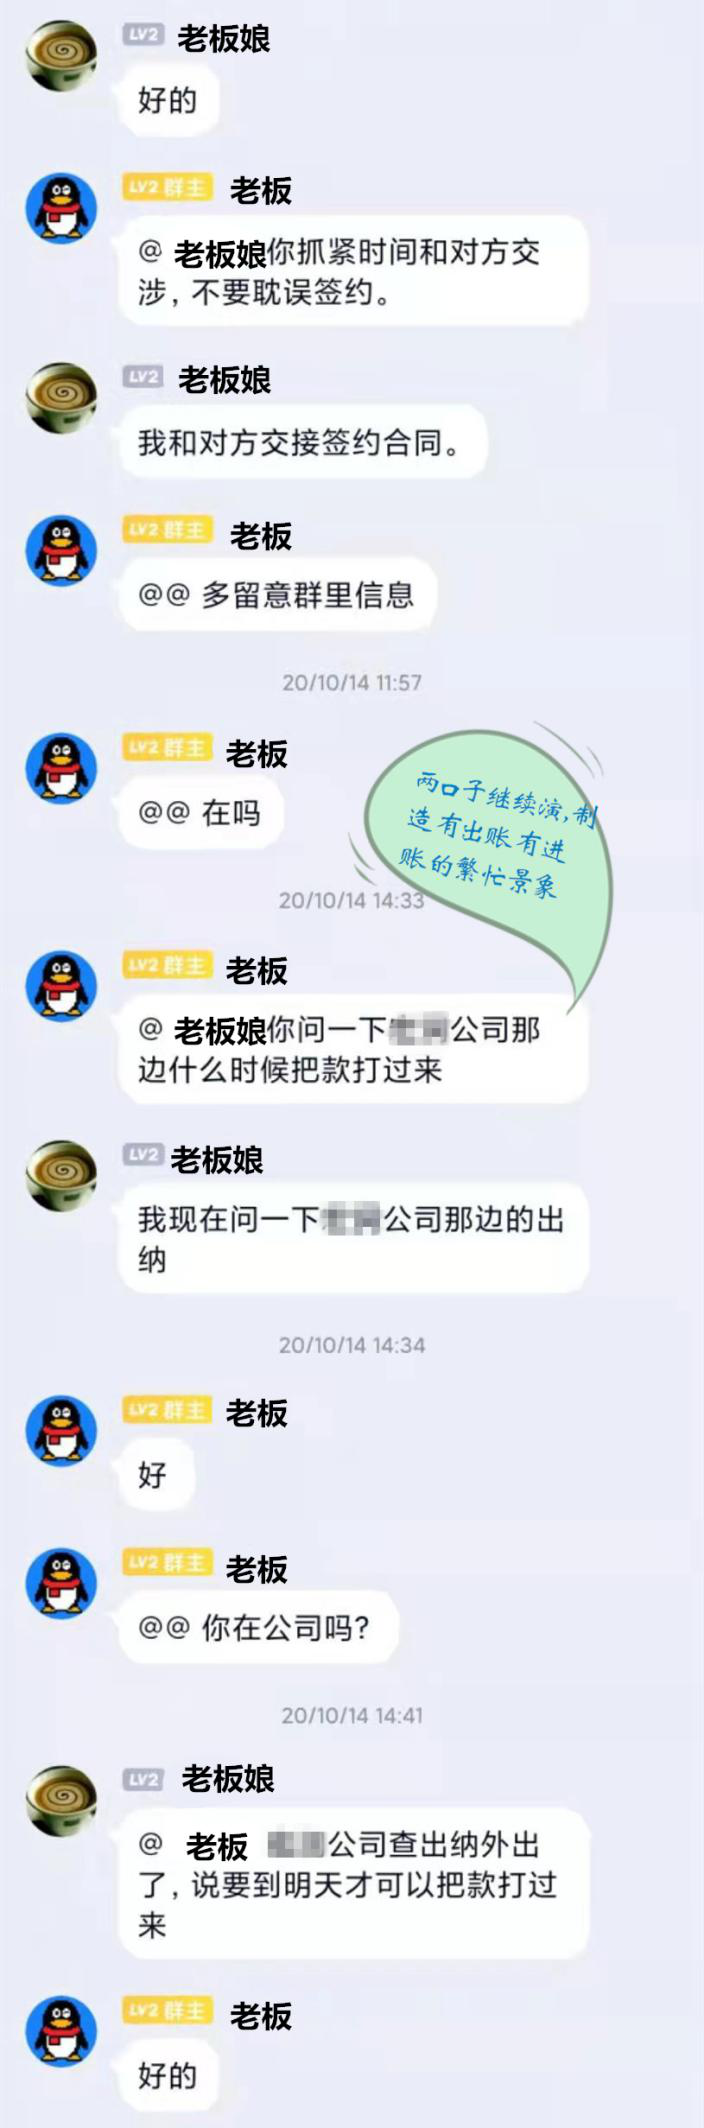 LV2 老板娘
好的
LV2 群主 老板
@ 老板娘你抓紧时间和对方交
涉，不要耽误签约。
LV2 老板娘
我和对方交接签约合同。
LV2 群主 老板
@@ 多留意群里信息
20/10/14 11:57
LV2 群主 老板
@@ 在吗
两口子继续演,制
造有出账有进
账的繁忙景象
20/10/14 14:33
LV2 群主 老板
@ 老板娘你问一下公司那
边什么时候把款打过来
LV2 老板娘
我现在问一下公司那边的出
纳
20/10/14 14:34
LV2 群主 老板
好
LV2 群主 老板
@@ 你在公司吗?
20/10/14 14:41
LV2 老板娘
@ 老板 公司查出纳外出
了，说要到明天才可以把款打过
来
LV2 群主 老板
好的